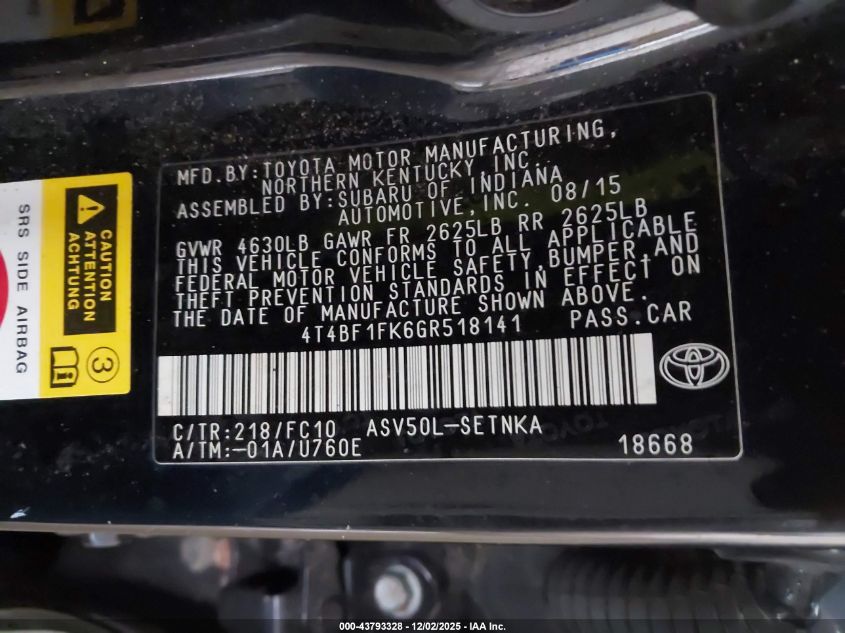 MFD.BY:TOYOTA MOTOR MANUFACTURING,
NORTHERN KENTUCKY,INC.
ASSEMBLED BY:SUBARU OF INDIANA
AUTOMOTIVE,INC. 08/15
GVWR 4630LB GAWR FR 2625LB RR 2625LB
THIS VEHICLE CONFORMS TO ALL APPLICABLE
FEDERAL MOTOR VEHICLE SAFETY,BUMPER,AND
THEFT PREVENTION STANDARDS IN EFFECT ON
THE DATE OF MANUFACTURE SHOWN ABOVE.
4T4BF1FK6GR518141 PASS.CAR
C/TR:218/FC10 ASV50L-SETNKA
A/TM:-01A/U760E 18668
SRS SIDE AIRBAG
CAUTION
ATTENTION
ACHTUNG
3
000-43793328 - 12/02/2025 - IAA Inc.